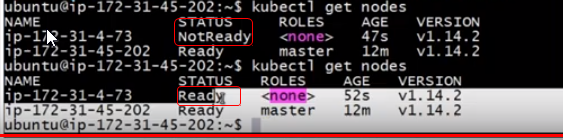 ubuntu@ip-172-31-45-202:~$ kubectl get nodes
NAME STATUS ROLES AGE VERSION
ip-172-31-4-73 NotReady <none> 47s v1.14.2
ip-172-31-45-202 Ready master 12m v1.14.2
ubuntu@ip-172-31-45-202:~$ kubectl get nodes
NAME STATUS ROLES AGE VERSION
ip-172-31-4-73 Ready <none> 52s v1.14.2
ip-172-31-45-202 Ready master 12m v1.14.2
ubuntu@ip-172-31-45-202:~$